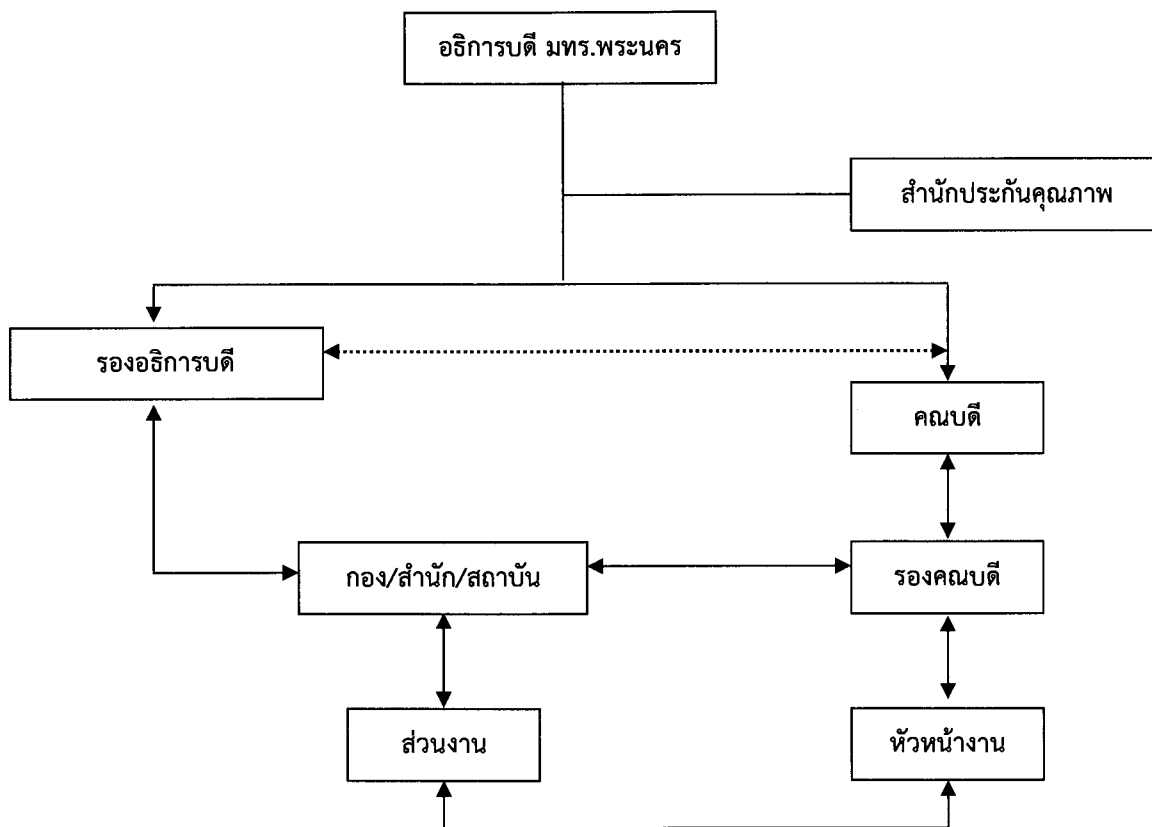 อธิการบดี มทร.พระนคร
สำนักประกันคุณภาพ
รองอธิการบดี
คณบดี
กอง/สำนัก/สถาบัน
รองคณบดี
ส่วนงาน
หัวหน้างาน